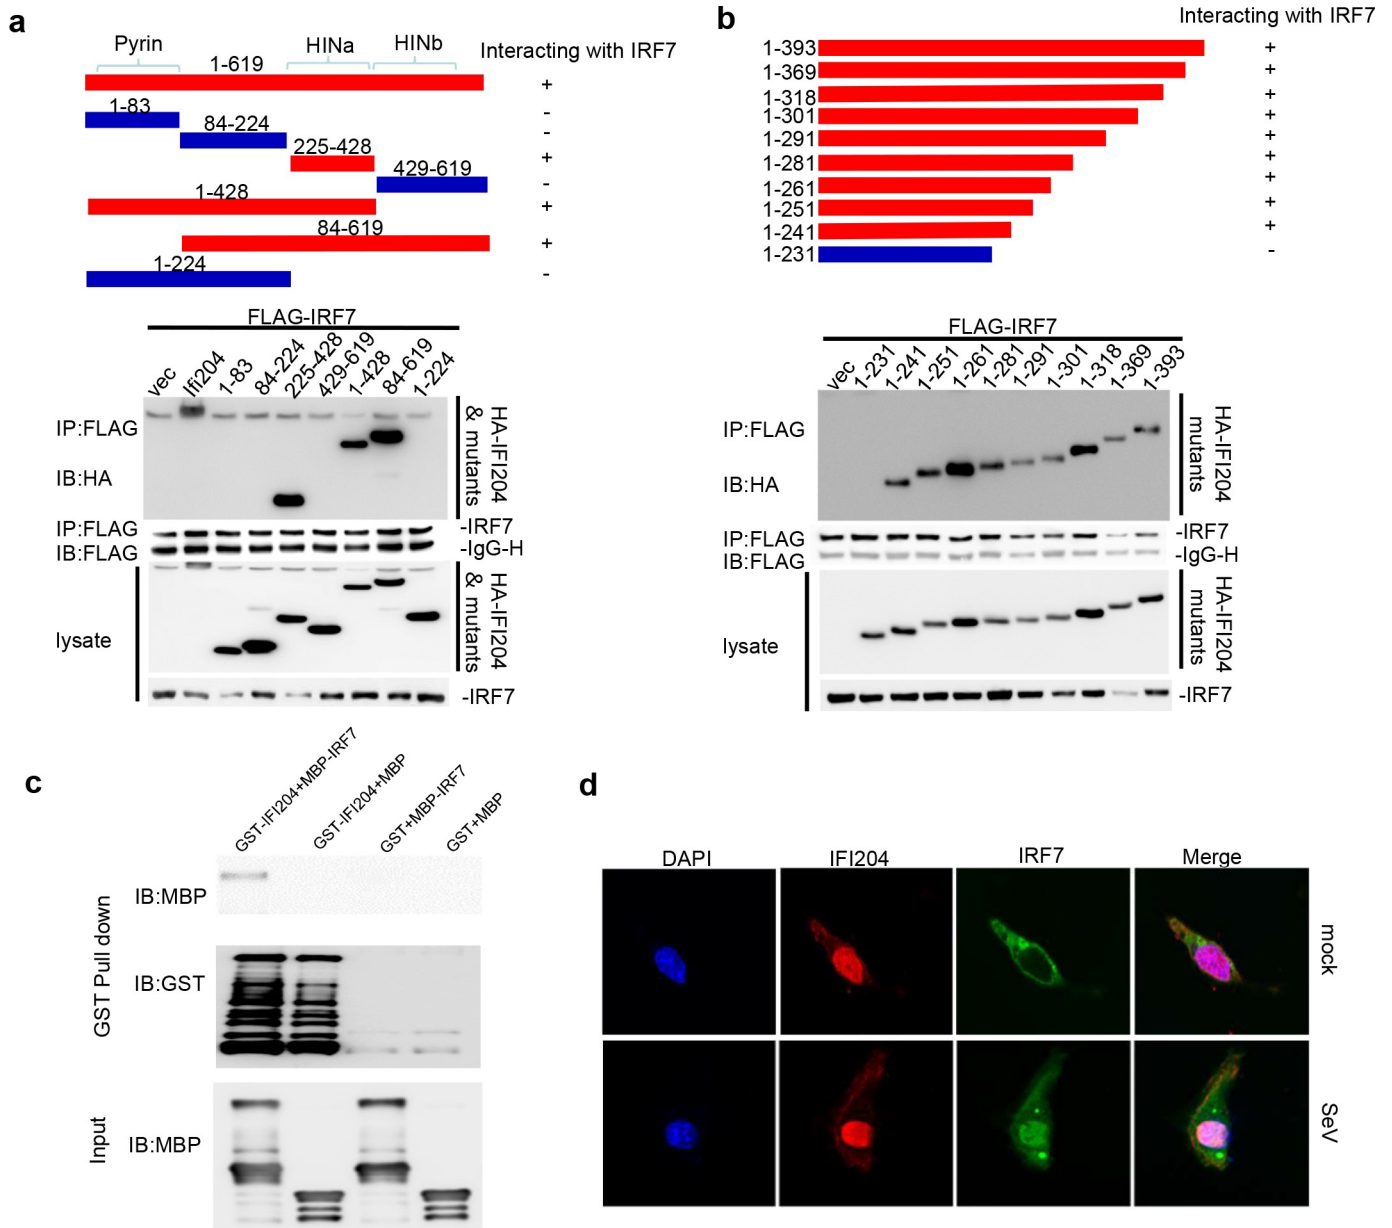 a
Pyrin HINa HINb Interacting with IRF7
1-619 +
1-83 -
84-224 -
225-428 +
429-619 -
1-428 +
84-619 +
1-224 -
FLAG-IRF7
vec Ifi204 1-83 84-224 225-428 429-619 1-428 84-619 1-224
IP:FLAG
IB:HA
HA-IFI204
& mutants
IP:FLAG -IRF7
IB:FLAG -IgG-H
lysate
HA-IFI204
& mutants
-IRF7
b
Interacting with IRF7
1-393 +
1-369 +
1-318 +
1-301 +
1-291 +
1-281 +
1-261 +
1-251 +
1-241 +
1-231 -
FLAG-IRF7
vec 1-231 1-241 1-251 1-261 1-281 1-291 1-301 1-318 1-369 1-393
IP:FLAG
IB:HA
HA-IFI204
mutants
IP:FLAG -IRF7
IB:FLAG -IgG-H
lysate
HA-IFI204
mutants
-IRF7
c
GST-IFI204+MBP-IRF7 GST-IFI204+MBP GST+MBP-IRF7 GST+MBP
GST Pull down
IB:MBP
IB:GST
Input
IB:MBP
d
DAPI IFI204 IRF7 Merge
mock
SeV